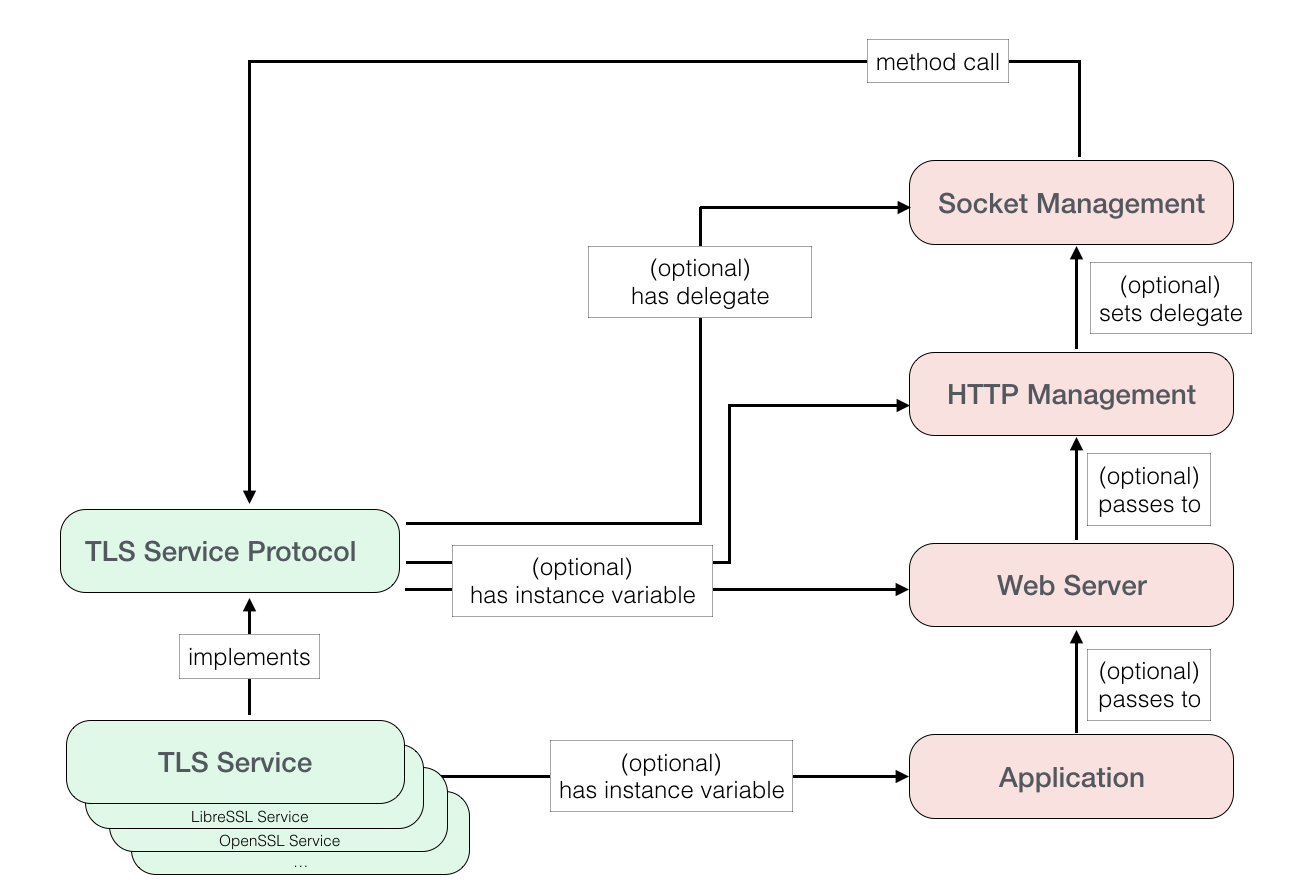 method call
Socket Management
(optional)
has delegate
(optional)
sets delegate
HTTP Management
(optional)
passes to
TLS Service Protocol
(optional)
has instance variable
Web Server
implements
(optional)
passes to
TLS Service
(optional)
has instance variable
Application
LibreSSL Service
OpenSSL Service
...